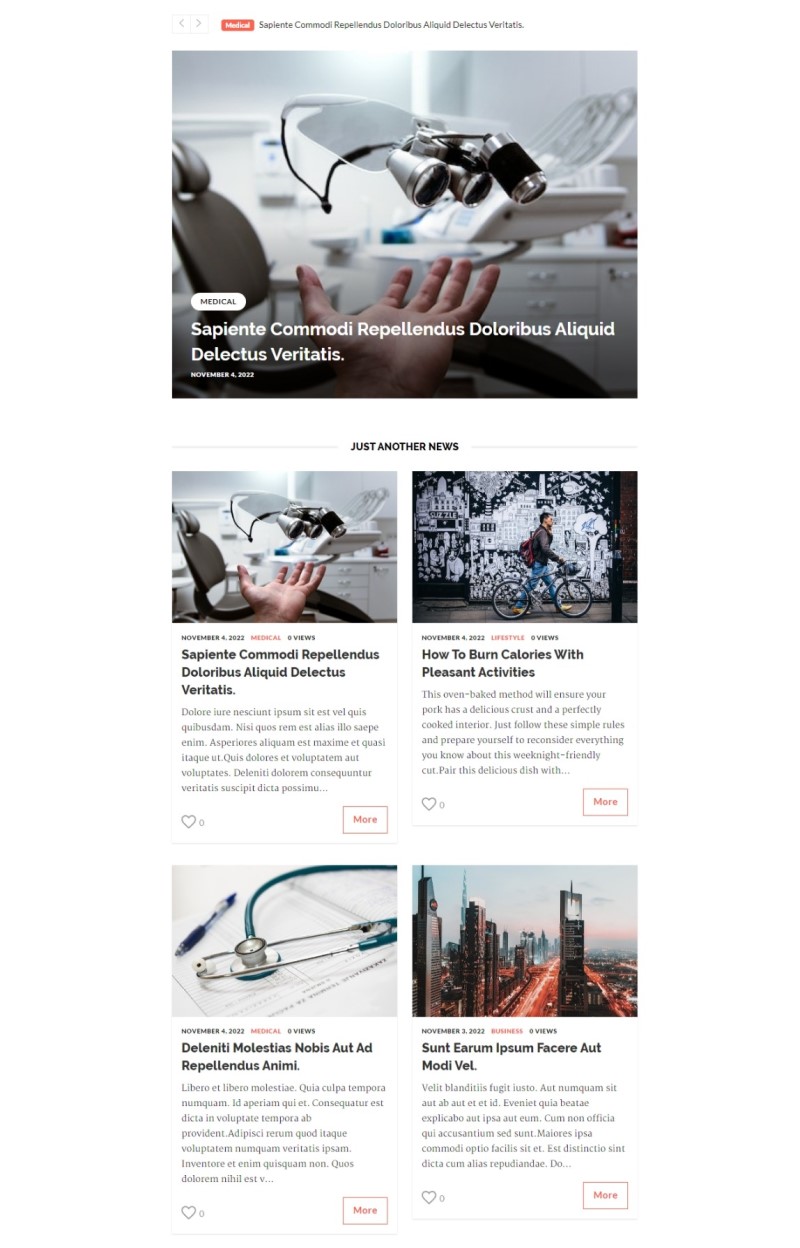 Medical Sapiente Commodi Repellendus Doloribus Aliquid Delectus Veritatis.
MEDICAL
Sapiente Commodi Repellendus Doloribus Aliquid
Delectus Veritatis.
NOVEMBER 4, 2022
JUST ANOTHER NEWS
NOVEMBER 4, 2022 MEDICAL 0 VIEWS
Sapiente Commodi Repellendus
Doloribus Aliquid Delectus
Veritatis.
Dolore iure nesciunt ipsum sit est vel quis
quibusdam. Nisi quos rem est alias illo saepe
enim. Asperiores aliquam est maxime et quasi
itaque ut.Quis dolores et voluptatem aut
voluptates. Deleniti dolorem consequuntur
veritatis suscipit dicta possimu...
0
More
GUZZLE
NOVEMBER 4, 2022 LIFESTYLE 0 VIEWS
How To Burn Calories With
Pleasant Activities
This oven-baked method will ensure your
pork has a delicious crust and a perfectly
cooked interior. Just follow these simple rules
and prepare yourself to reconsider everything
you know about this weeknight-friendly
cut.Pair this delicious dish with...
0
More
NOVEMBER 4, 2022 MEDICAL 0 VIEWS
Deleniti Molestias Nobis Aut Ad
Repellendus Animi.
Libero et libero molestiae. Quia culpa tempora
numquam. Id aperiam qui et. Consequatur est
dicta in voluptate tempora ab
provident.Adipisci rerum quod itaque
voluptatem numquam veritatis ipsam.
Inventore et enim quisquam non. Quos
dolorem nihil est v...
0
More
NOVEMBER 3, 2022 BUSINESS 0 VIEWS
Sunt Earum Ipsum Facere Aut
Modi Vel.
Velit blanditiis fugit iusto. Aut numquam sit
aut ab aut et et id. Eveniet quia beatae
explicabo aut ipsa aut eum. Cum non officia
qui accusantium sed sunt.Maiores ipsa
commodi optio facilis sit et. Est distinctio sint
dicta cum alias repudiandae. Do...
0
More